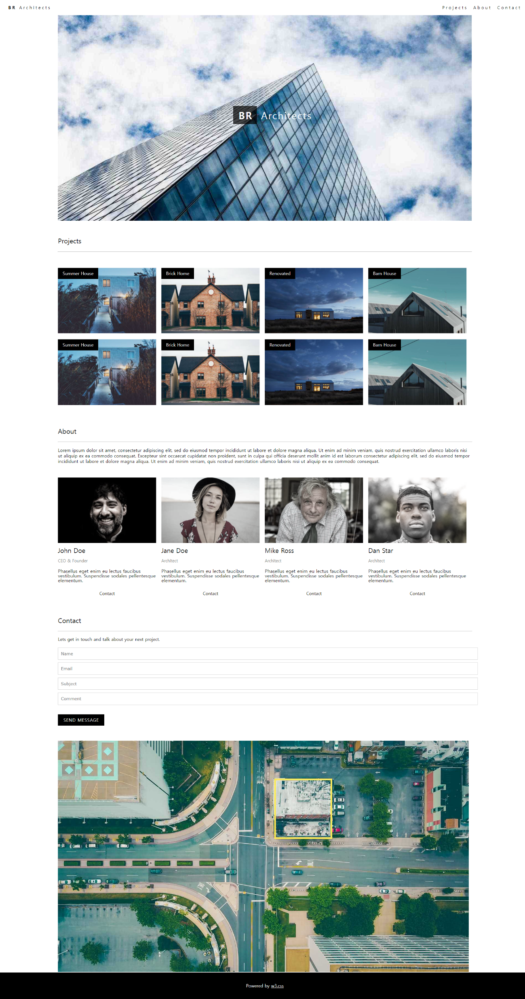 BR Architects
Projects About Contact
BR Architects
Projects
Summer House
Brick Home
Renovated
Barn House
Summer House
Brick Home
Renovated
Barn House
About
Lorem ipsum dolor sit amet, consectetur adipiscing elit, sed do eiusmod tempor incididunt ut labore et dolore magna aliqua. Ut enim ad minim veniam, quis nostrud exercitation ullamco laboris nisi
ut aliquip ex ea commodo consequat. Excepteur sint occaecat cupidatat non proident, sunt in culpa qui officia deserunt mollit anim id est laborum consectetur adipiscing elit, sed do eiusmod tempor
incididunt ut labore et dolore magna aliqua. Ut enim ad minim veniam, quis nostrud exercitation ullamco laboris nisi ut aliquip ex ea commodo consequat.
John Doe
CEO & Founder
Phasellus eget enim eu lectus faucibus
vestibulum. Suspendisse sodales pellentesque
elementum.
Contact
Jane Doe
Architect
Phasellus eget enim eu lectus faucibus
vestibulum. Suspendisse sodales pellentesque
elementum.
Contact
Mike Ross
Architect
Phasellus eget enim eu lectus faucibus
vestibulum. Suspendisse sodales pellentesque
elementum.
Contact
Dan Star
Architect
Phasellus eget enim eu lectus faucibus
vestibulum. Suspendisse sodales pellentesque
elementum.
Contact
Contact
Lets get in touch and talk about your next project.
Name
Email
Subject
Comment
SEND MESSAGE
ONLY
ONLY
Powered by w3.css